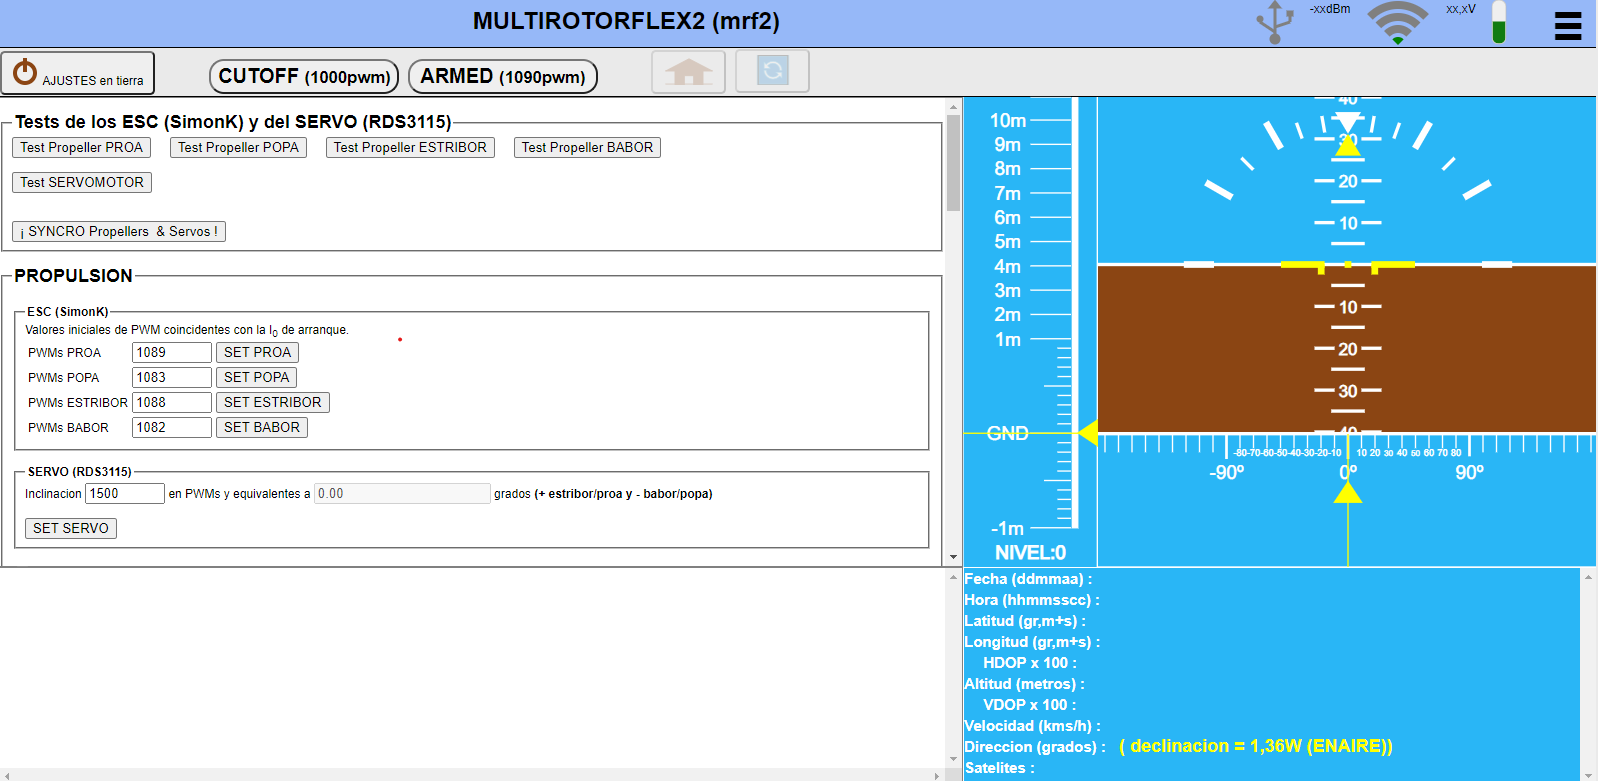 MULTIROTORFLEX2 (mrf2)
-xxdBm
xx,xV
AJUSTES en tierra
CUTOFF (1000pwm)
ARMED (1090pwm)
Tests de los ESC (SimonK) y del SERVO (RDS3115)
Test Propeller PROA
Test Propeller POPA
Test Propeller ESTRIBOR
Test Propeller BABOR
Test SERVOMOTOR
¡ SYNCRO Propellers & Servos !
PROPULSION
ESC (SimonK)
Valores iniciales de PWM coincidentes con la I0 de arranque.
PWMs PROA 1089 SET PROA
PWMs POPA 1083 SET POPA
PWMs ESTRIBOR 1088 SET ESTRIBOR
PWMs BABOR 1082 SET BABOR
SERVO (RDS3115)
Inclinacion 1500 en PWMs y equivalentes a 0.00 grados (+ estribor/proa y - babor/popa)
SET SERVO
10m
9m
8m
7m
6m
5m
4m
3m
2m
1m
GND
-1m
NIVEL:0
40
30
20
10
10
20
30
40
-80-70-60-50-40-30-20-10 10 20 30 40 50 60 70 80
-90º 0º 90º
Fecha (ddmmaa) :
Hora (hhmmsscc) :
Latitud (gr,m+s) :
Longitud (gr,m+s) :
HDOP x 100 :
Altitud (metros) :
VDOP x 100 :
Velocidad (kms/h) :
Direccion (grados) : ( declinacion = 1,36W (ENAIRE))
Satelites :